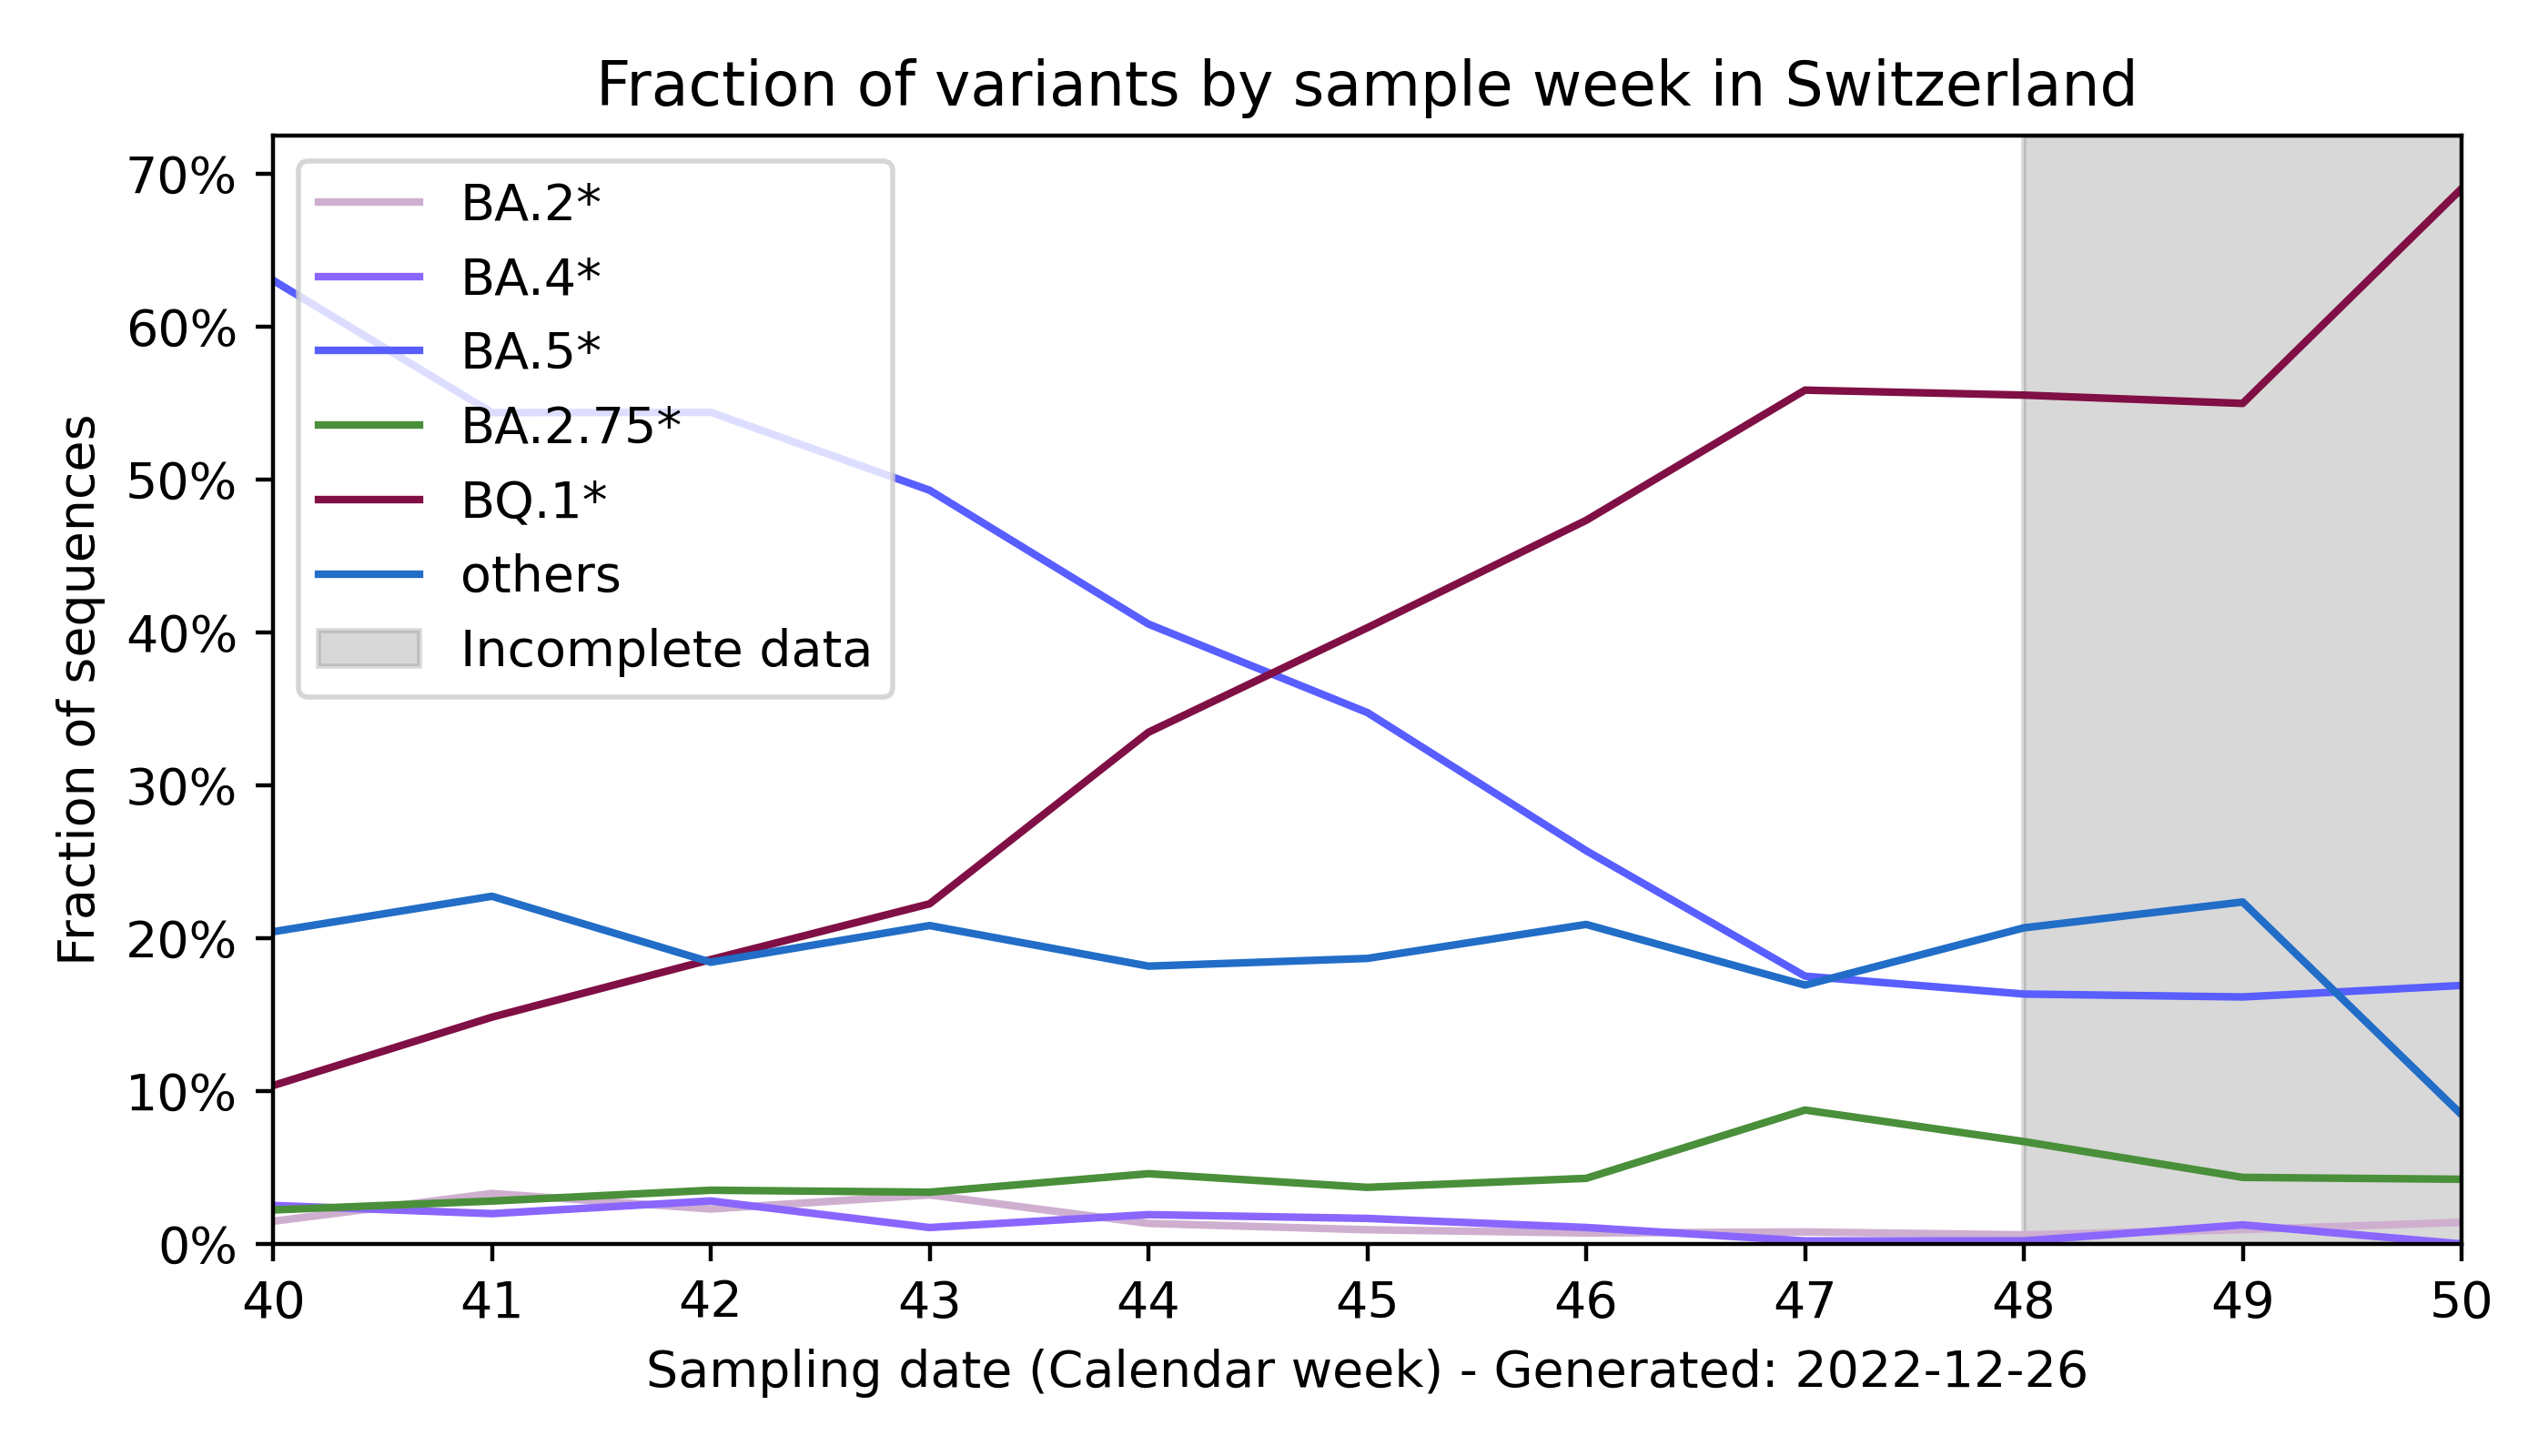 Fraction of variants by sample week in Switzerland
Fraction of sequences
70%
60%
50%
40%
30%
20%
10%
0%
BA.2*
BA.4*
BA.5*
BA.2.75*
BQ.1*
others
Incomplete data
40 41 42 43 44 45 46 47 48 49 50
Sampling date (Calendar week) - Generated: 2022-12-26